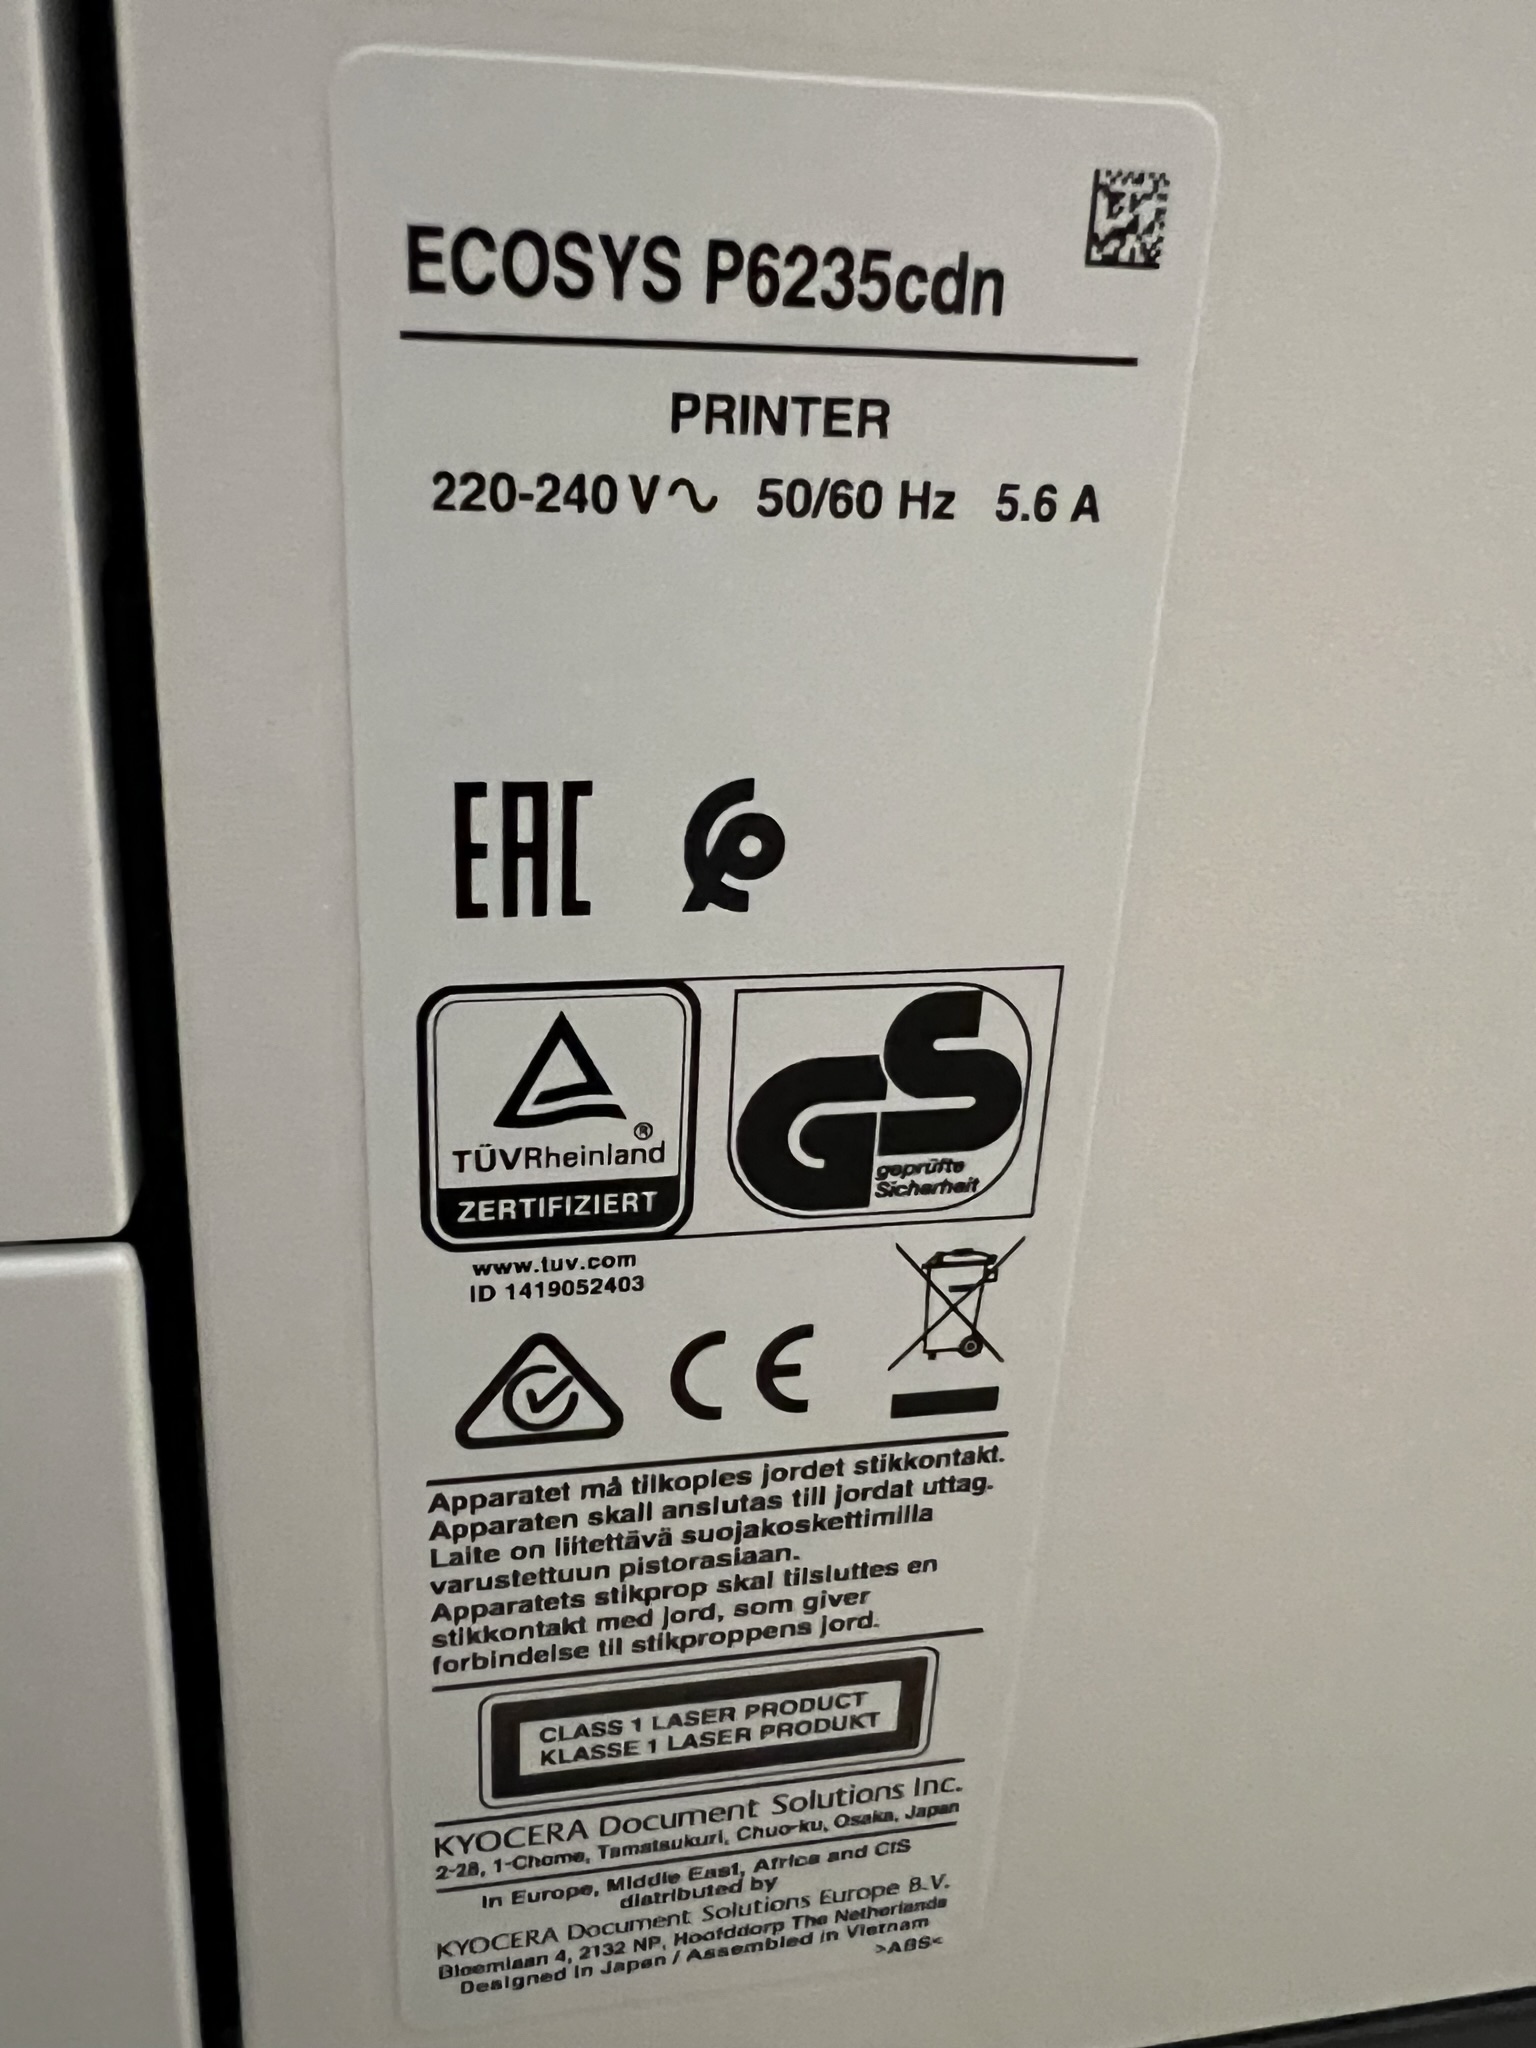 ECOSYS P6235cdn
PRINTER
220-240 V∿ 50/60 Hz 5.6 A
EAC
TÜVRheinland®
ZERTIFIZIERT
GS
geprüfte
Sicherheit
www.tuv.com
ID 1419052403
CE
Apparatet må tilkoples jordet stikkontakt.
Apparaten skall anslutas till jordat uttag.
Laite on liitettävä suojakoskettimilla
varustettuun pistorasiaan.
Apparatets stikprop skal tilsluttes en
stikkontakt med jord, som giver
forbindelse til stikproppens jord.
CLASS 1 LASER PRODUCT
KLASSE 1 LASER PRODUKT
KYOCERA Document Solutions Inc.
2-28, 1-Chome, Tamatsukuri, Chuo-ku, Osaka, Japan
In Europe, Middle East, Africa and CIS
distributed by
KYOCERA Document Solutions Europe B.V.
Bloemlaan 4, 2132 NP, Hoofddorp The Netherlands
Designed in Japan / Assembled in Vietnam
>ABS<